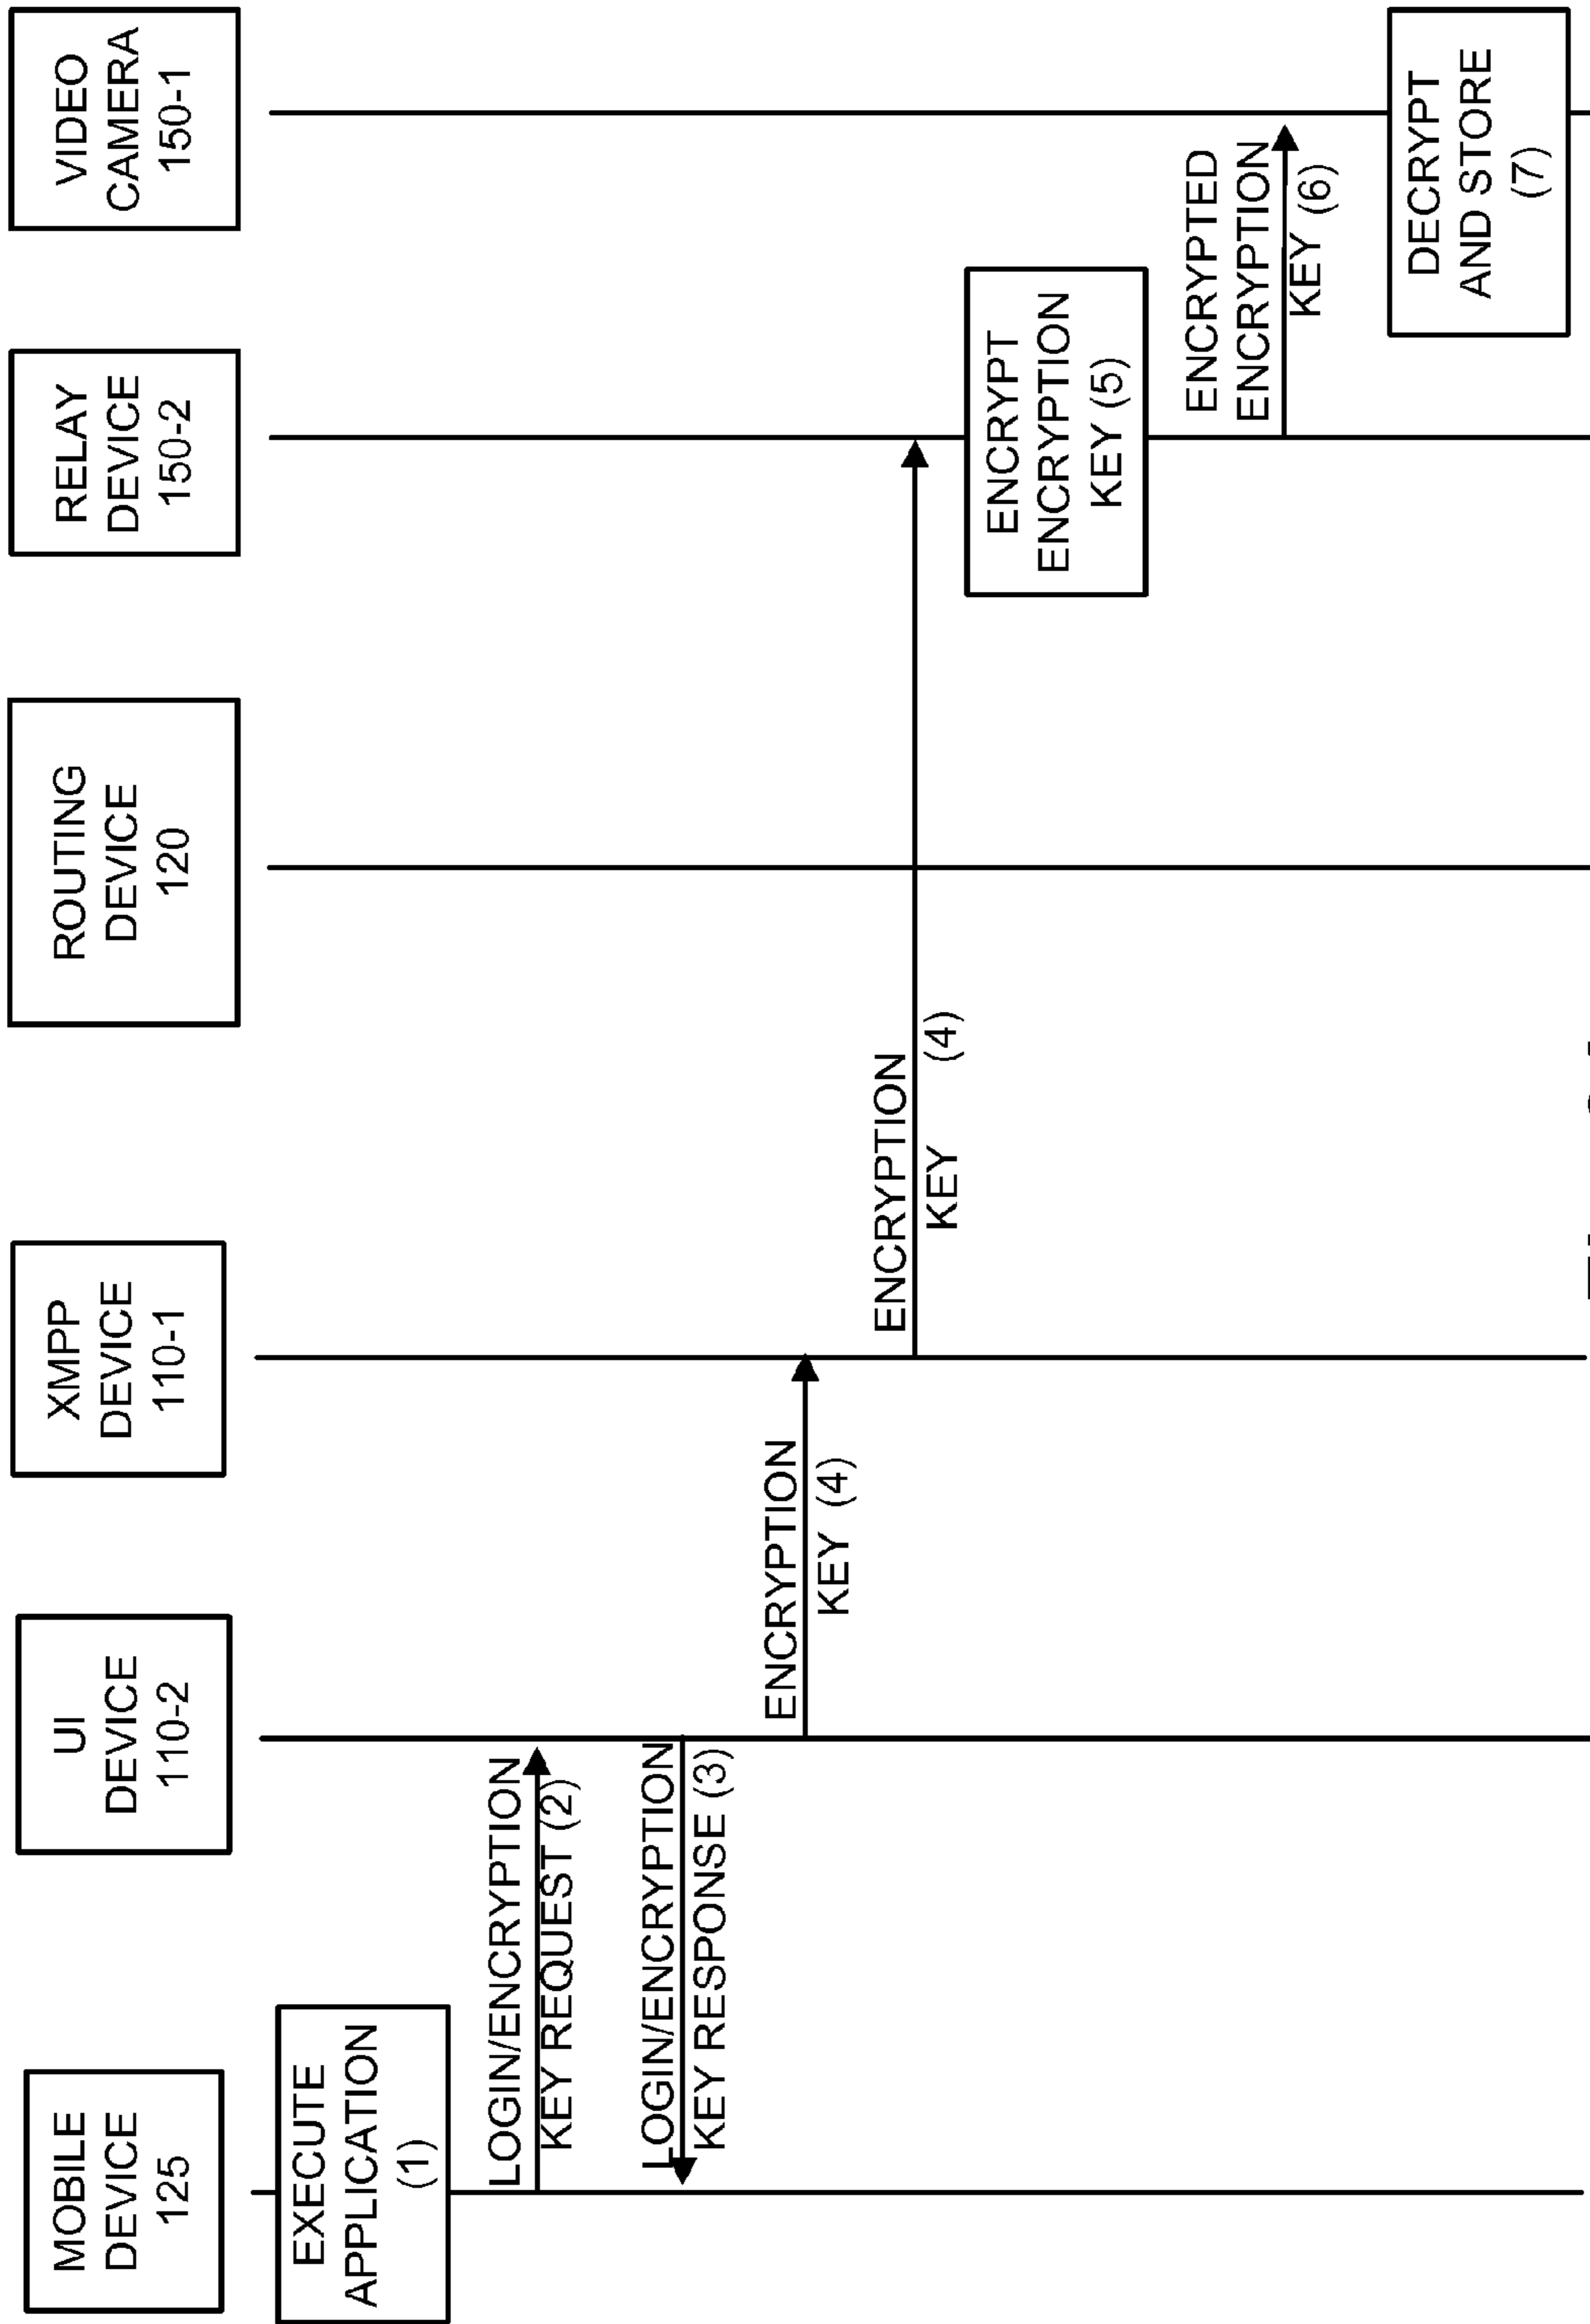 MOBILE
DEVICE
125
UI
DEVICE
110-2
XMPP
DEVICE
110-1
ROUTING
DEVICE
120
RELAY
DEVICE
150-2
VIDEO
CAMERA
150-1
EXECUTE
APPLICATION
(1)
LOGIN/ENCRYPTION
KEY REQUEST (2)
LOGIN/ENCRYPTION
KEY RESPONSE (3)
ENCRYPTION
KEY (4)
ENCRYPTION
KEY (4)
ENCRYPT
ENCRYPTION
KEY (5)
ENCRYPTED
ENCRYPTION
KEY (6)
DECRYPT
AND STORE
(7)